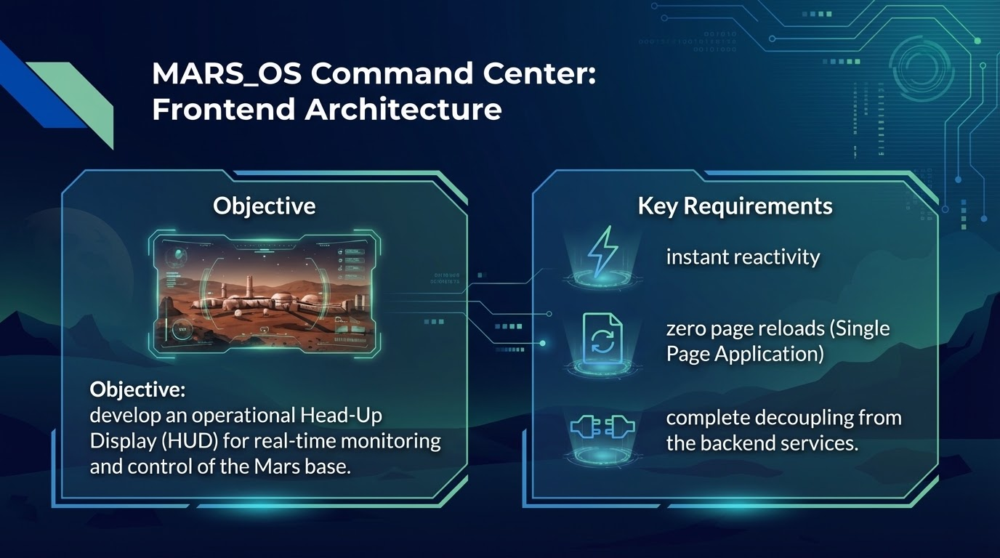 MARS_OS Command Center:
Frontend Architecture
Objective
Objective:
develop an operational Head-Up
Display (HUD) for real-time monitoring
and control of the Mars base.
Key Requirements
instant reactivity
zero page reloads (Single
Page Application)
complete decoupling from
the backend services.